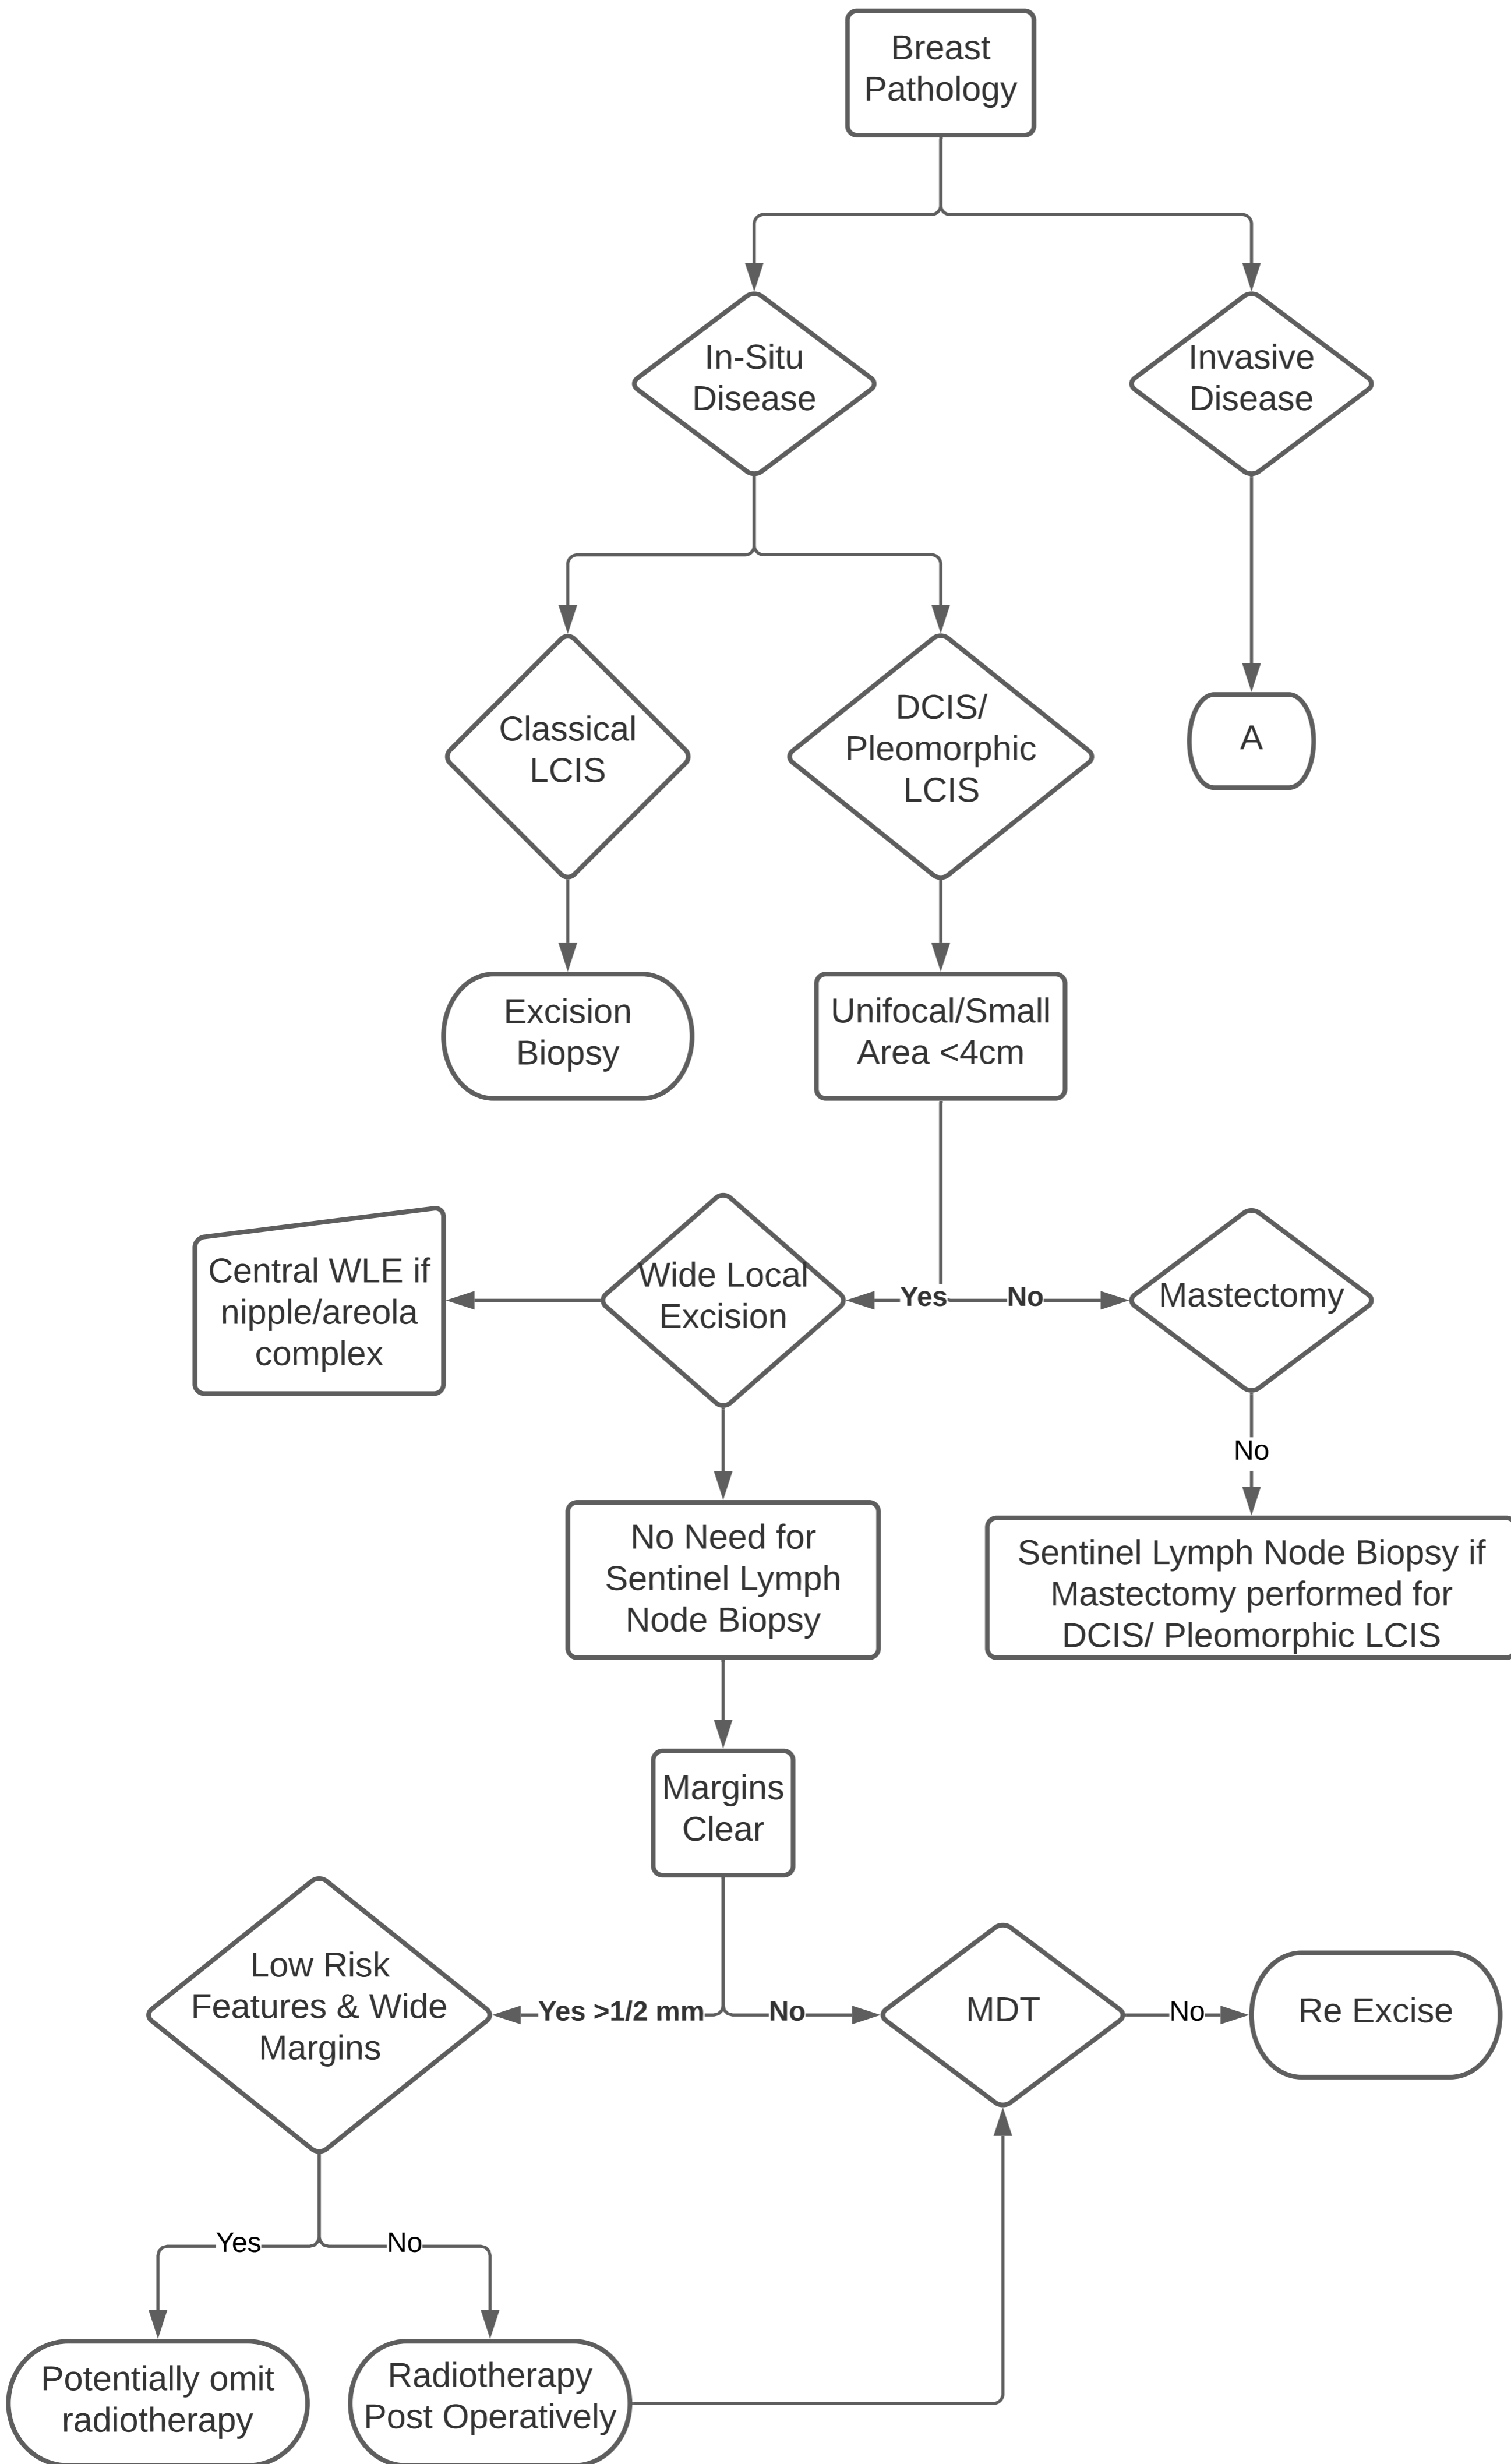 Breast
Pathology
In-Situ
Disease
Invasive
Disease
Classical
LCIS
DCIS/
Pleomorphic
LCIS
A
Excision
Biopsy
Unifocal/Small
Area <4cm
Central WLE if
nipple/areola
complex
Wide Local
Excision
Yes
No
Mastectomy
No
No Need for
Sentinel Lymph
Node Biopsy
Sentinel Lymph Node Biopsy if
Mastectomy performed for
DCIS/ Pleomorphic LCIS
Margins
Clear
Low Risk
Features & Wide
Margins
Yes >1/2 mm
No
MDT
No
Re Excise
Yes
No
Potentially omit
radiotherapy
Radiotherapy
Post Operatively